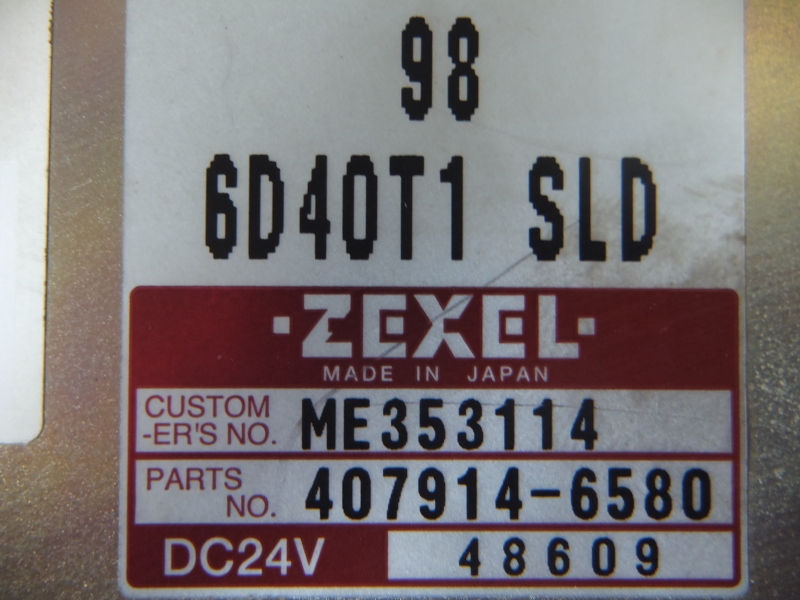 98
6D40T1 SLD
ZEXEL
MADE IN JAPAN
CUSTOM
-ER'S NO. ME353114
PARTS
NO. 407914-6580
DC24V 48609